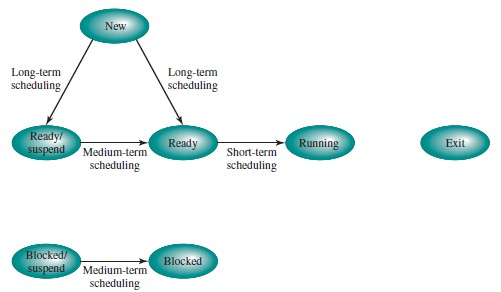 New
Long-term
scheduling
Long-term
scheduling
Ready/
suspend
Medium-term
scheduling
Ready
Short-term
scheduling
Running
Exit
Blocked/
suspend
Medium-term
scheduling
Blocked